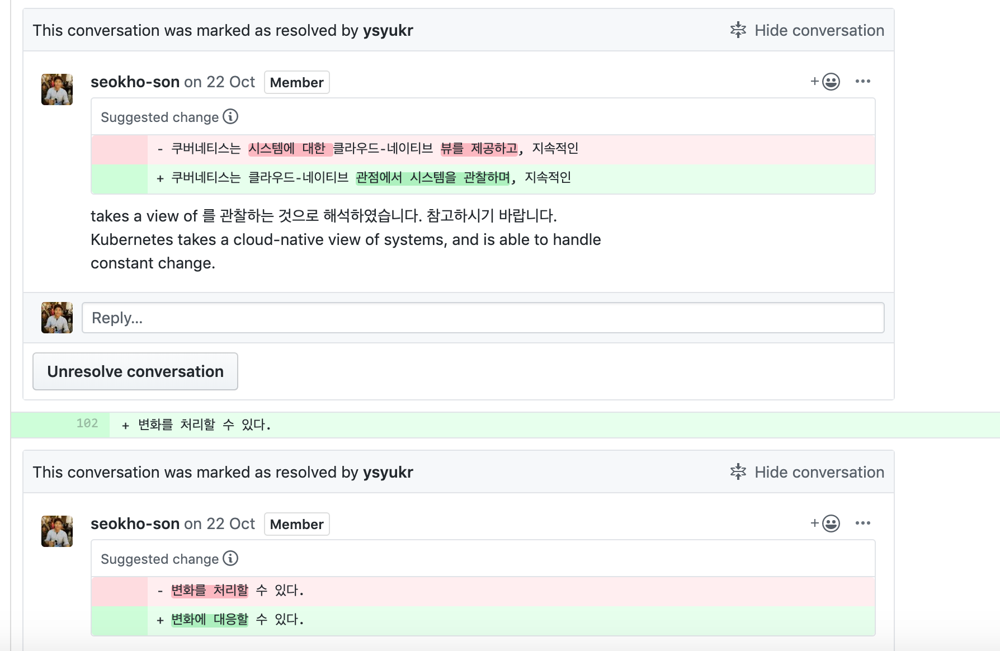 This conversation was marked as resolved by ysyukr Hide conversation
seokho-son on 22 Oct Member
Suggested change
- 쿠버네티스는 시스템에 대한 클라우드-네이티브 뷰를 제공하고, 지속적인
+ 쿠버네티스는 클라우드-네이티브 관점에서 시스템을 관찰하며, 지속적인
takes a view of 를 관찰하는 것으로 해석하였습니다. 참고하시기 바랍니다.
Kubernetes takes a cloud-native view of systems, and is able to handle
constant change.
Reply...
Unresolve conversation
102 + 변화를 처리할 수 있다.
This conversation was marked as resolved by ysyukr Hide conversation
seokho-son on 22 Oct Member
Suggested change
- 변화를 처리할 수 있다.
+ 변화에 대응할 수 있다.